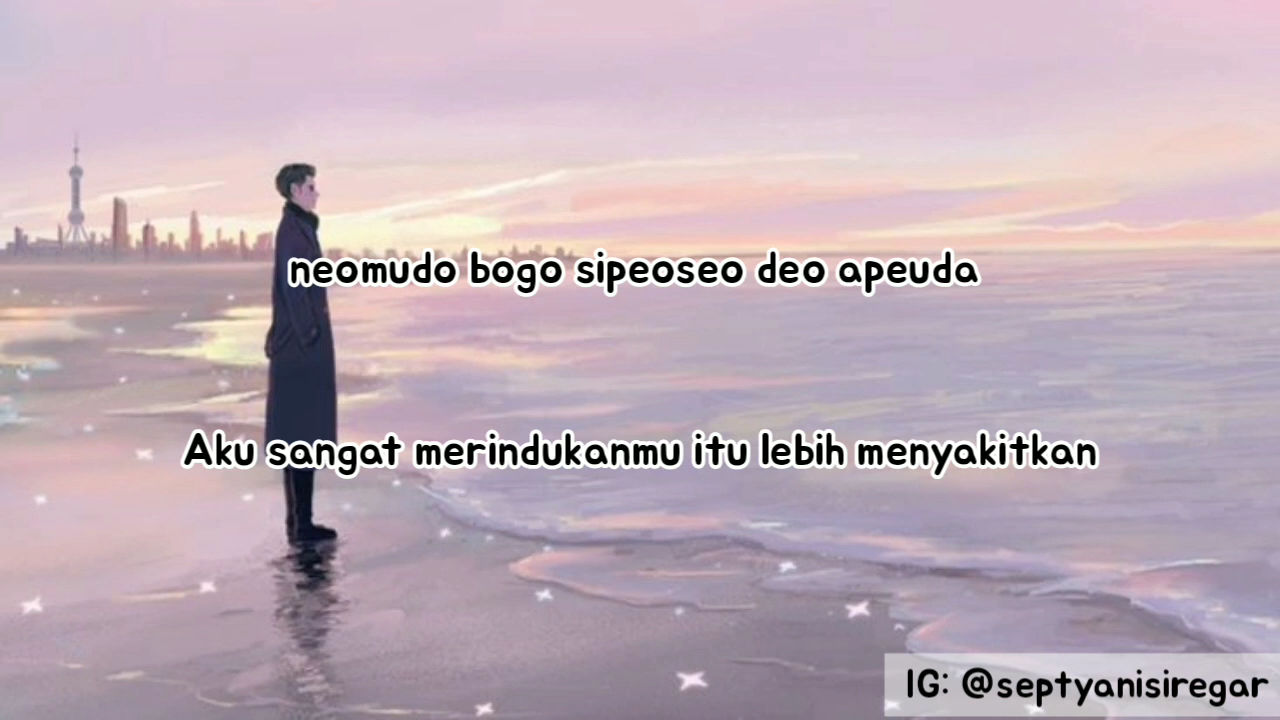 neomudo bogo sipeoseo deo apeuda
Aku sangat merindukanmu itu lebih menyakitkan
IG: @septyanisiregar